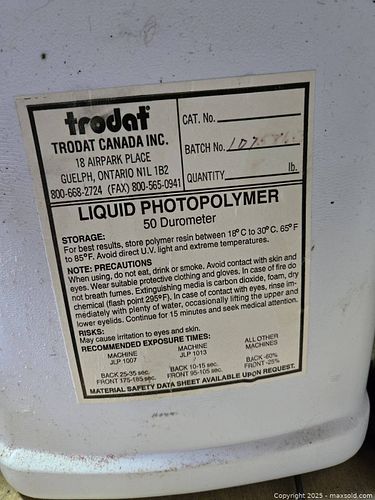 trodat
TRODAT CANADA INC.
18 AIRPARK PLACE
GUELPH, ONTARIO N1L 1B2
800-668-2724 (FAX) 800-565-0941
CAT. No.
BATCH No.
QUANTITY lb.
LIQUID PHOTOPOLYMER
50 Durometer
STORAGE:
For best results, store polymer resin between 18° C to 30° C. 65° F
to 85° F. Avoid direct U.V. light and extreme temperatures.
NOTE: PRECAUTIONS
When using, do not eat, drink or smoke. Avoid contact with skin and
eyes. Wear suitable protective clothing and gloves. In case of fire do
not breath fumes. Extinguishing media is carbon dioxide, foam, dry
chemical (flash point 295°F). In case of contact with eyes, rinse im-
mediately with plenty of water, occasionally lifting the upper and
lower eyelids. Continue for 15 minutes and seek medical attention.
RISKS:
May cause irritation to eyes and skin.
RECOMMENDED EXPOSURE TIMES:
MACHINE JLP 1007
BACK 25-35 sec.
FRONT 175-185 sec.
MACHINE JLP 1013
BACK 10-15 sec.
FRONT 95-105 sec.
ALL OTHER MACHINES
BACK -60%
FRONT -25%
MATERIAL SAFETY DATA SHEET AVAILABLE UPON REQUEST.
Copyright 2025 - maxsold.com